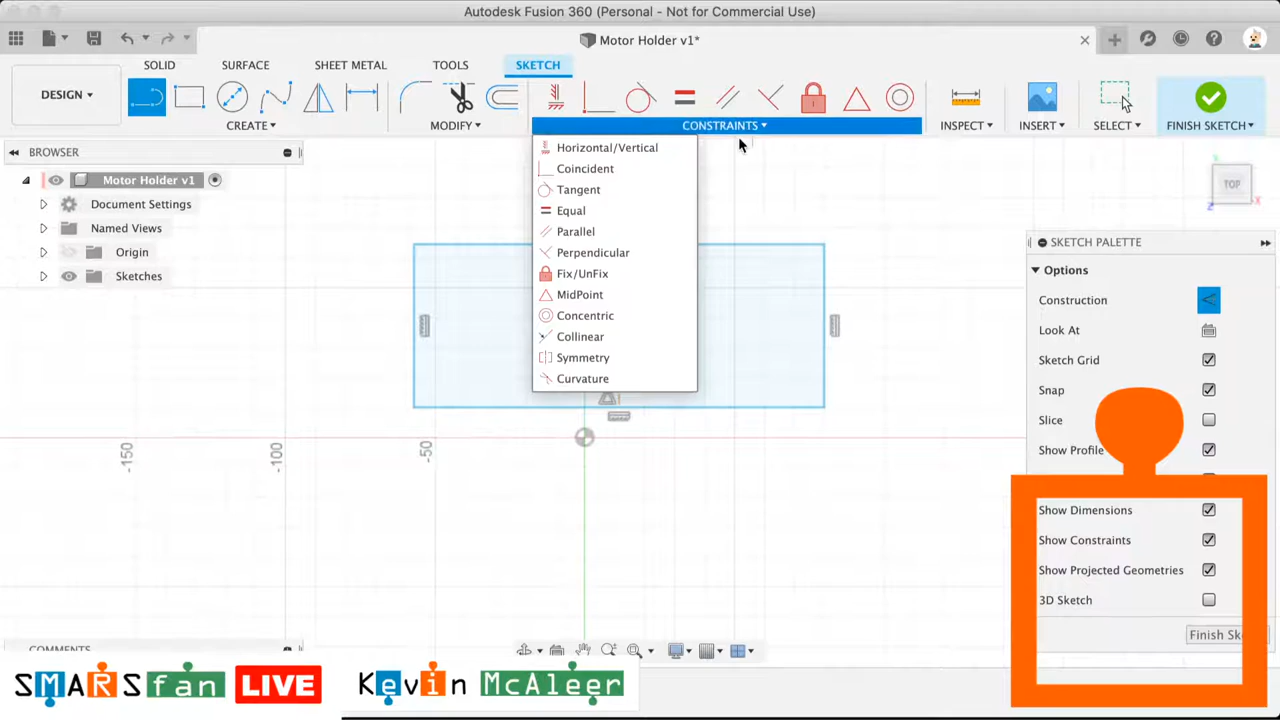 Autodesk Fusion 360 (Personal - Not for Commercial Use)
Motor Holder v1*
DESIGN
SOLID
SURFACE
SHEET METAL
TOOLS
SKETCH
CREATE
MODIFY
CONSTRAINTS
INSPECT
INSERT
SELECT
FINISH SKETCH
BROWSER
Motor Holder v1
Document Settings
Named Views
Origin
Sketches
Horizontal/Vertical
Coincident
Tangent
Equal
Parallel
Perpendicular
Fix/UnFix
MidPoint
Concentric
Collinear
Symmetry
Curvature
TOP
X
Z
-150
-100
-50
SKETCH PALETTE
Options
Construction
Look At
Sketch Grid
Snap
Slice
Show Profile
Show Dimensions
Show Constraints
Show Projected Geometries
3D Sketch
Finish Sk
COMMENTS
SMARSfan LIVE
Kevin McAleer